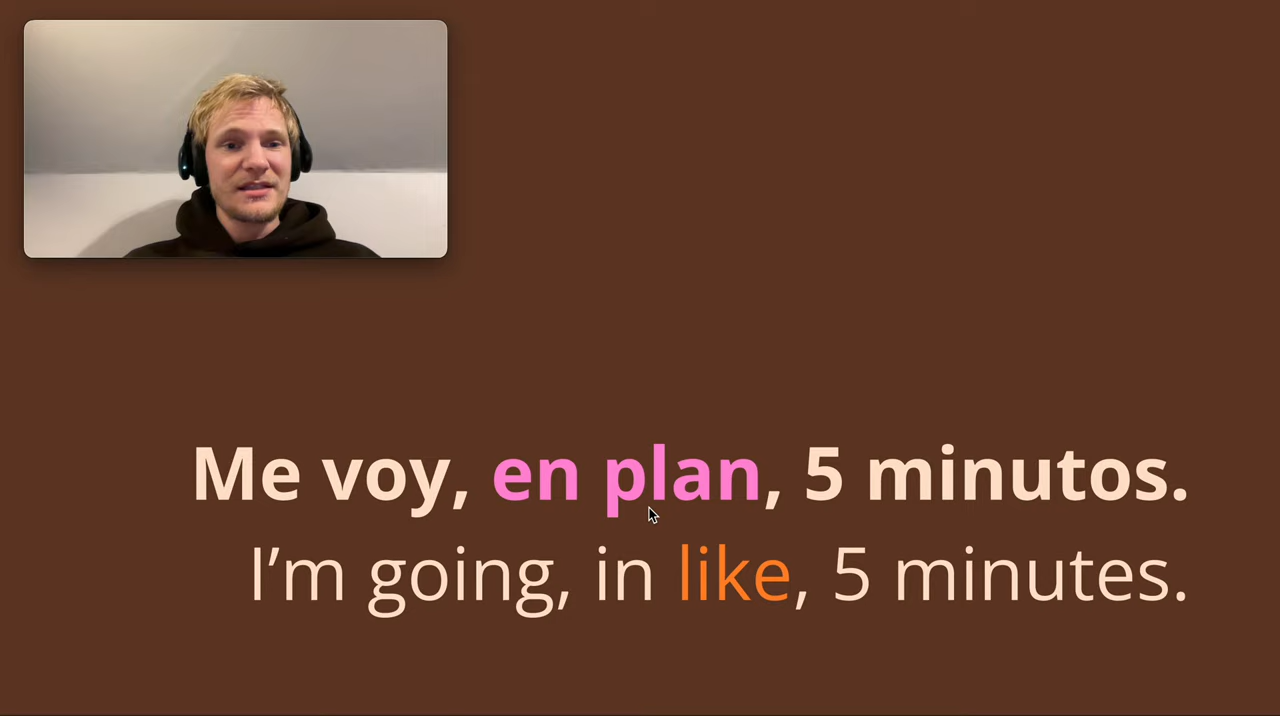 Me voy, en plan, 5 minutos.
I’m going, in like, 5 minutes.